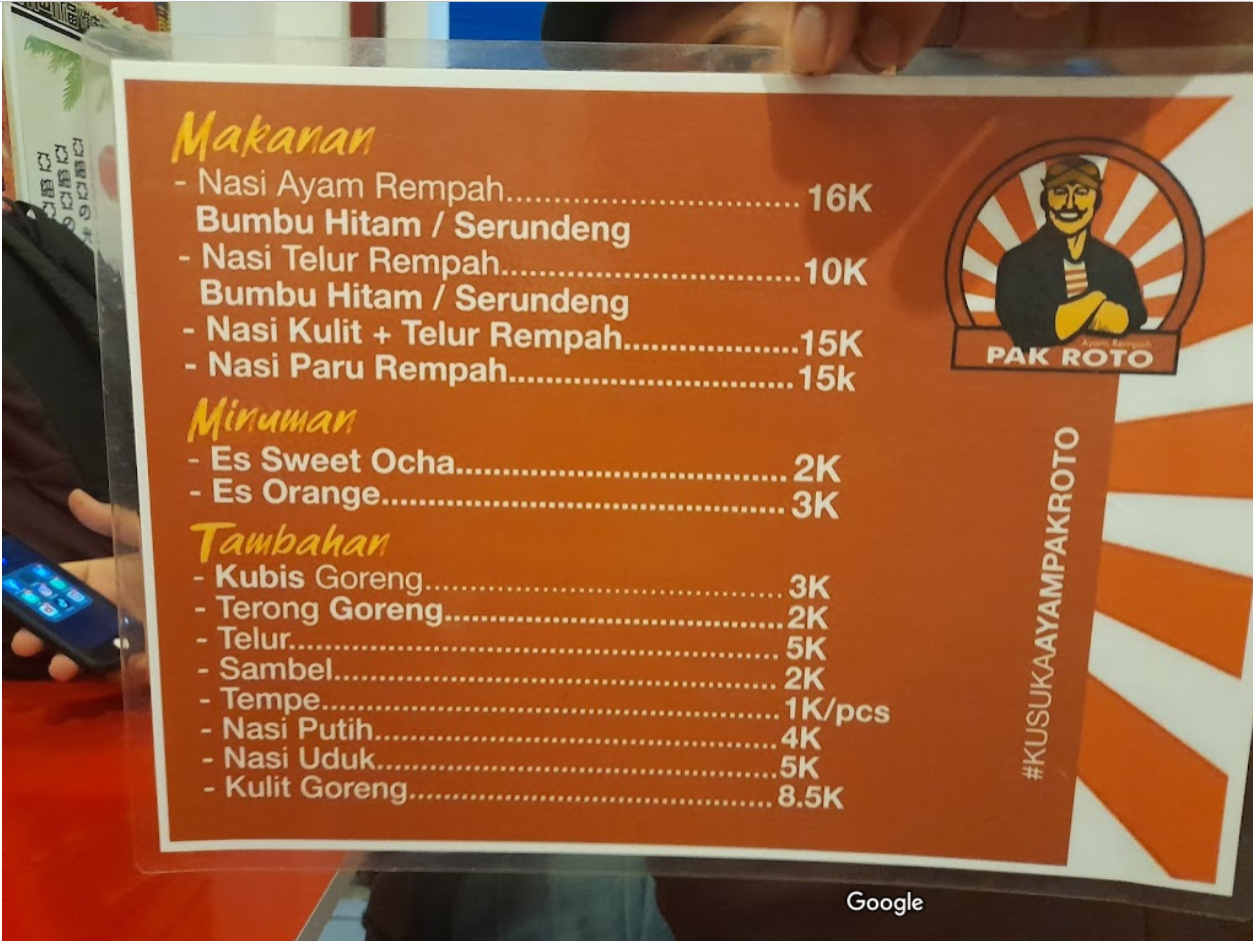 Makanan
- Nasi Ayam Rempah.............................. 16K
Bumbu Hitam / Serundeng
- Nasi Telur Rempah...............................10K
Bumbu Hitam / Serundeng
- Nasi Kulit + Telur Rempah..................15K
- Nasi Paru Rempah............................. 15k
Minuman
- Es Sweet Ocha.................................... 2K
- Es Orange......................................... 3K
Tambahan
- Kubis Goreng..................................... 3K
- Terong Goreng................................... 2K
- Telur................................................... 5K
- Sambel.............................................. 2K
- Tempe................................................1K/pcs
- Nasi Putih..........................................4K
- Nasi Uduk..........................................5K
- Kulit Goreng...................................... 8.5K
Ayam Rempah
PAK ROTO
#KUSUKAAYAMPAKROTO
Google